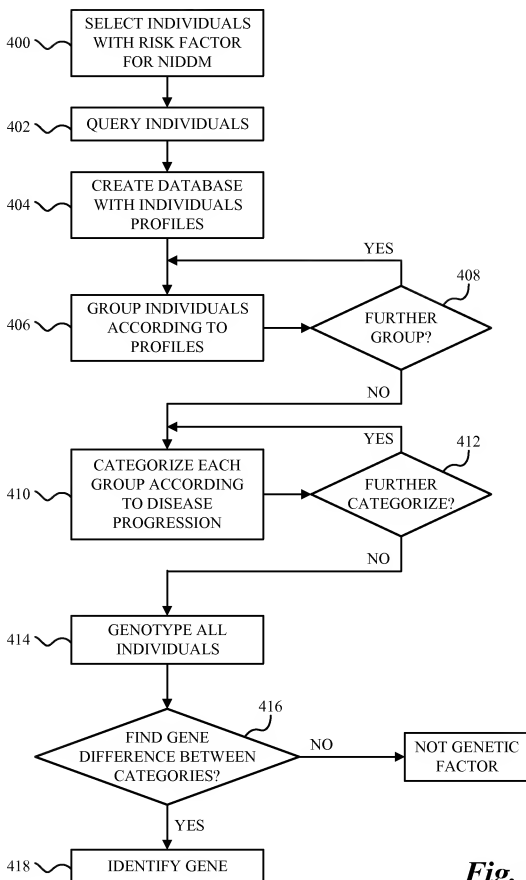 400
SELECT INDIVIDUALS
WITH RISK FACTOR
FOR NIDDM
402
QUERY INDIVIDUALS
404
CREATE DATABASE
WITH INDIVIDUALS
PROFILES
YES
408
406
GROUP INDIVIDUALS
ACCORDING TO
PROFILES
FURTHER
GROUP?
NO
YES
412
410
CATEGORIZE EACH
GROUP ACCORDING
TO DISEASE
PROGRESSION
FURTHER
CATEGORIZE?
NO
414
GENOTYPE ALL
INDIVIDUALS
416
FIND GENE
DIFFERENCE BETWEEN
CATEGORIES?
NO
NOT GENETIC
FACTOR
YES
418
IDENTIFY GENE
Fig.